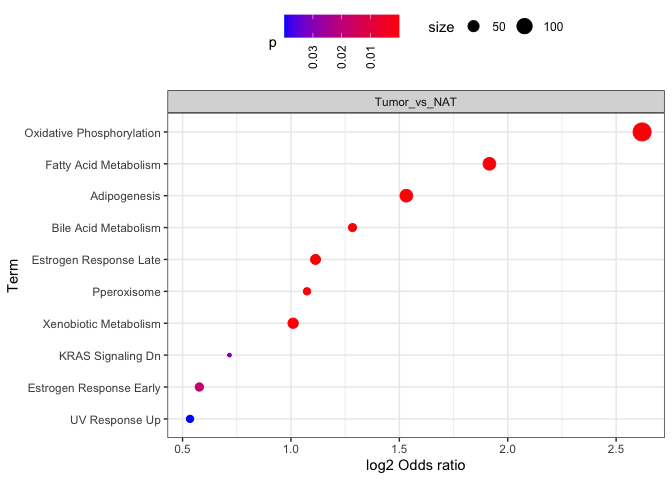 p
0.03
0.02
0.01
size
50
100
Tumor_vs_NAT
Term
Oxidative Phosphorylation
Fatty Acid Metabolism
Adipogenesis
Bile Acid Metabolism
Estrogen Response Late
Pperoxisome
Xenobiotic Metabolism
KRAS Signaling Dn
Estrogen Response Early
UV Response Up
0.5
1.0
1.5
2.0
2.5
log2 Odds ratio